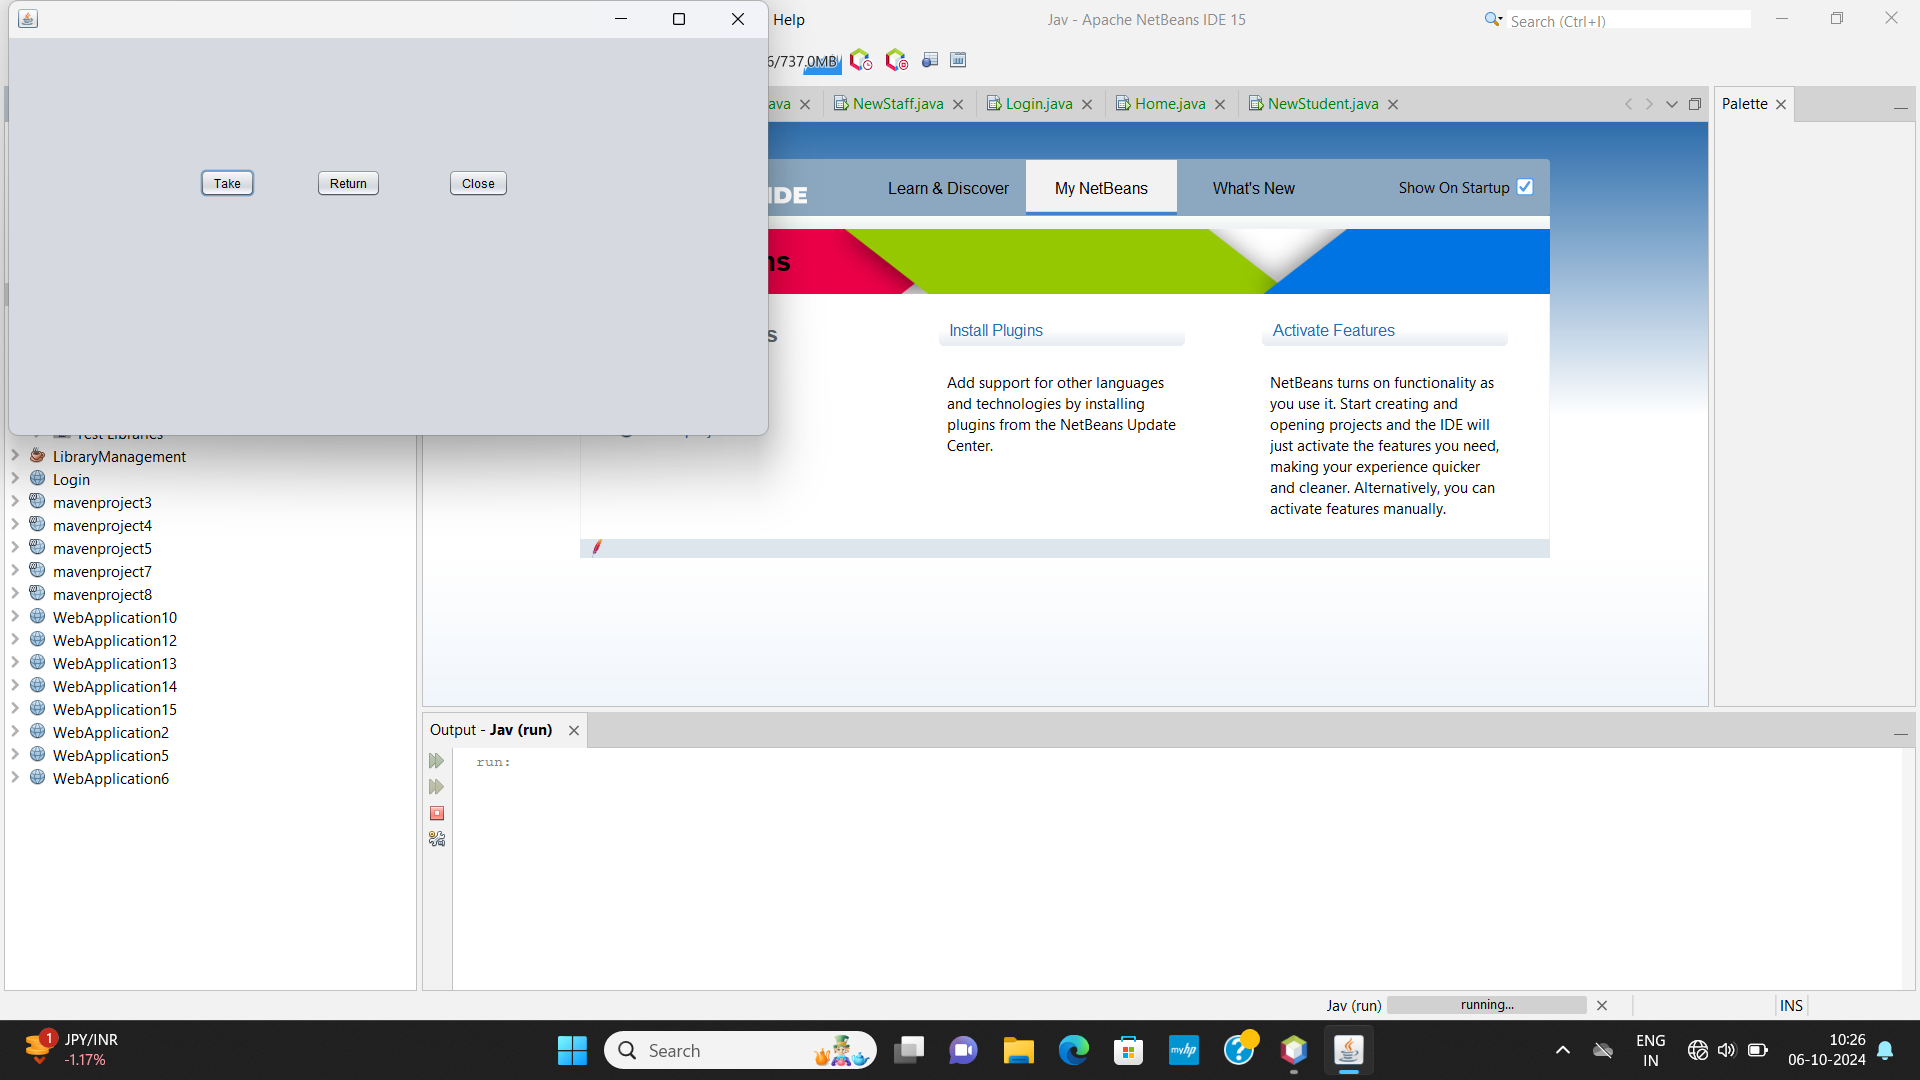 Help
Jav - Apache NetBeans IDE 15
Search (Ctrl+I)
6/737.0MB
ava
NewStaff.java
Login.java
Home.java
NewStudent.java
Palette
Take
Return
Close
IDE
Learn & Discover
My NetBeans
What's New
Show On Startup
ns
s
Install Plugins
Activate Features
Add support for other languages
and technologies by installing
plugins from the NetBeans Update
Center.
NetBeans turns on functionality as
you use it. Start creating and
opening projects and the IDE will
just activate the features you need,
making your experience quicker
and cleaner. Alternatively, you can
activate features manually.
Test Libraries
LibraryManagement
Login
mavenproject3
mavenproject4
mavenproject5
mavenproject7
mavenproject8
WebApplication10
WebApplication12
WebApplication13
WebApplication14
WebApplication15
WebApplication2
WebApplication5
WebApplication6
Output - Jav (run)
run:
Jav (run)
running...
INS
1
JPY/INR
-1.17%
Search
myhp
ENG
IN
10:26
06-10-2024